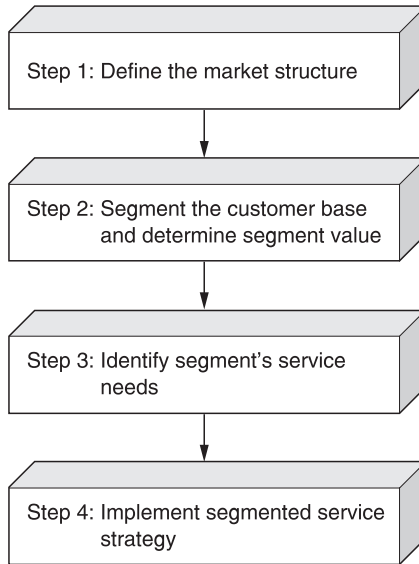 Step 1: Define the market structure
Step 2: Segment the customer base
and determine segment value
Step 3: Identify segment's service
needs
Step 4: Implement segmented service
strategy